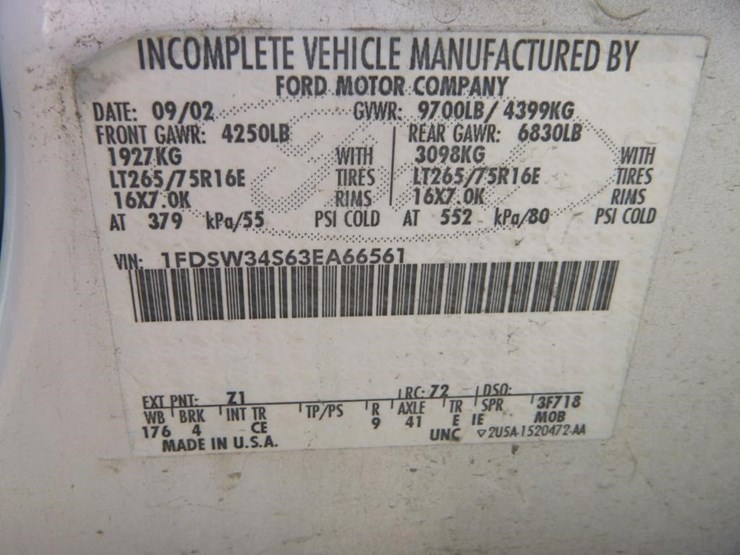 INCOMPLETE VEHICLE MANUFACTURED BY
FORD MOTOR COMPANY
DATE: 09/02 GVWR: 9700LB/ 4399KG
FRONT GAWR: 4250LB REAR GAWR: 6830LB
1927KG WITH 3098KG WITH
LT265/75R16E TIRES LT265/75R16E TIRES
16X7.0K RIMS 16X7.0K RIMS
AT 379 kPa/55 PSI COLD AT 552 kPa/80 PSI COLD
VIN: 1FDSW34S63EA66561
EXT PNT: Z1 RC: 72 DSO:
WB BRK INT TR TP/PS R AXLE TR SPR 3F718
176 4 CE 9 41 E IE MOB
MADE IN U.S.A. UNC 2U5A-1520472-AA